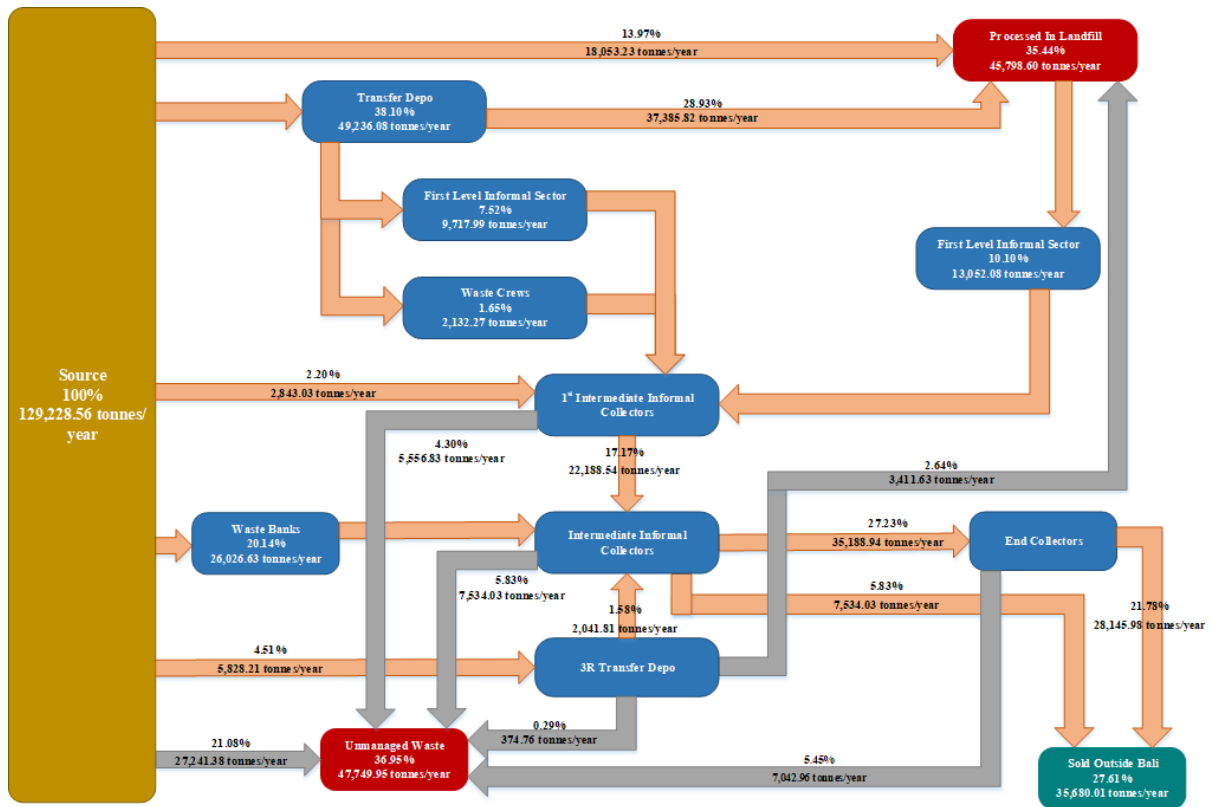 13.97%
18,053.23 tonnes/year
Processed In Landfill
35.44%
45,798.60 tonnes/year
Transfer Depo
38.10%
49,236.08 tonnes/year
28.93%
37,385.82 tonnes/year
First Level Informal Sector
7.52%
9,717.99 tonnes/year
First Level Informal Sector
10.10%
13,052.08 tonnes/year
Waste Crews
1.65%
2,132.27 tonnes/year
Source
100%
129,228.56 tonnes/
year
2.20%
2,843.03 tonnes/year
1st Intermediate Informal
Collectors
4.30%
5,556.83 tonnes/year
17.17%
22,188.54 tonnes/year
2.64%
3,411.63 tonnes/year
Waste Banks
20.14%
26,026.63 tonnes/year
Intermediate Informal
Collectors
27.23%
35,188.94 tonnes/year
End Collectors
5.83%
7,534.03 tonnes/year
1.58%
2,041.81 tonnes/year
5.83%
7,534.03 tonnes/year
21.78%
28,145.98 tonnes/year
4.51%
5,828.21 tonnes/year
3R Transfer Depo
0.29%
374.76 tonnes/year
21.08%
27,241.38 tonnes/year
Unmanaged Waste
36.95%
47,749.95 tonnes/year
5.45%
7,042.96 tonnes/year
Sold Outside Bali
27.61%
35,680.01 tonnes/year